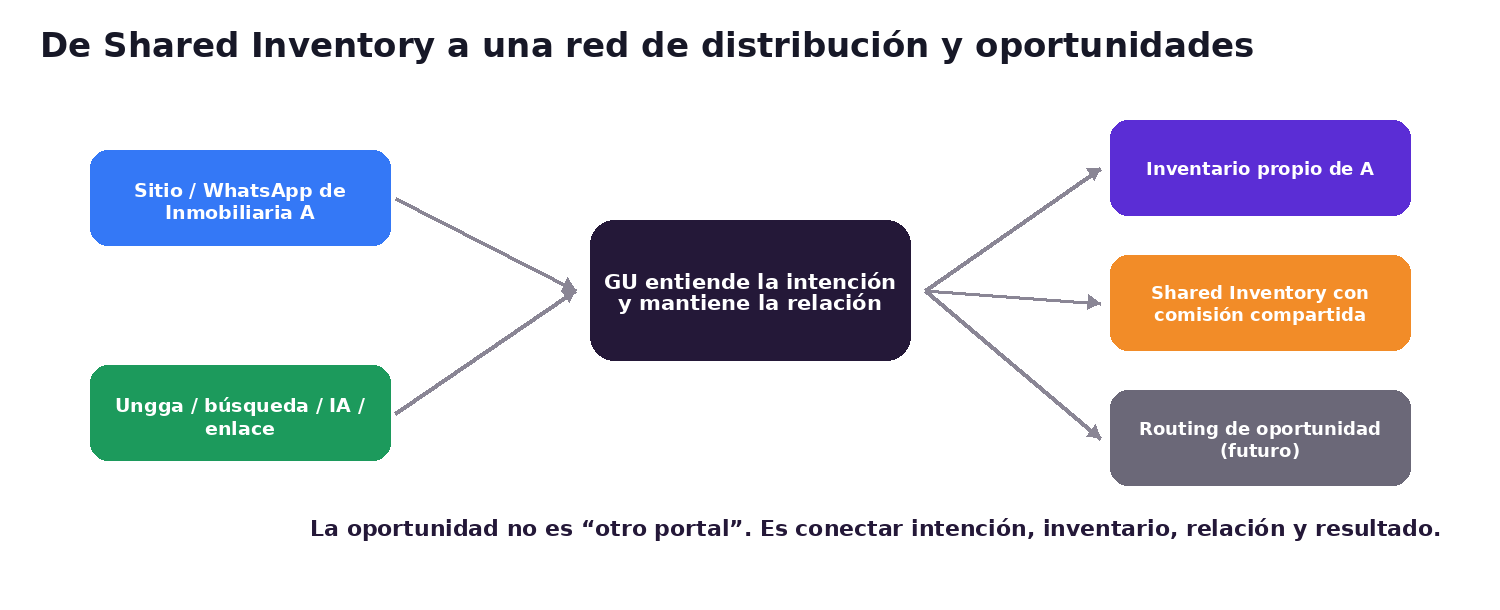 De Shared Inventory a una red de distribución y oportunidades
Sitio / WhatsApp de
Inmobiliaria A
Ungga / búsqueda / IA /
enlace
GU entiende la intención
y mantiene la relación
Inventario propio de A
Shared Inventory con
comisión compartida
Routing de oportunidad
(futuro)
La oportunidad no es “otro portal”. Es conectar intención, inventario, relación y resultado.